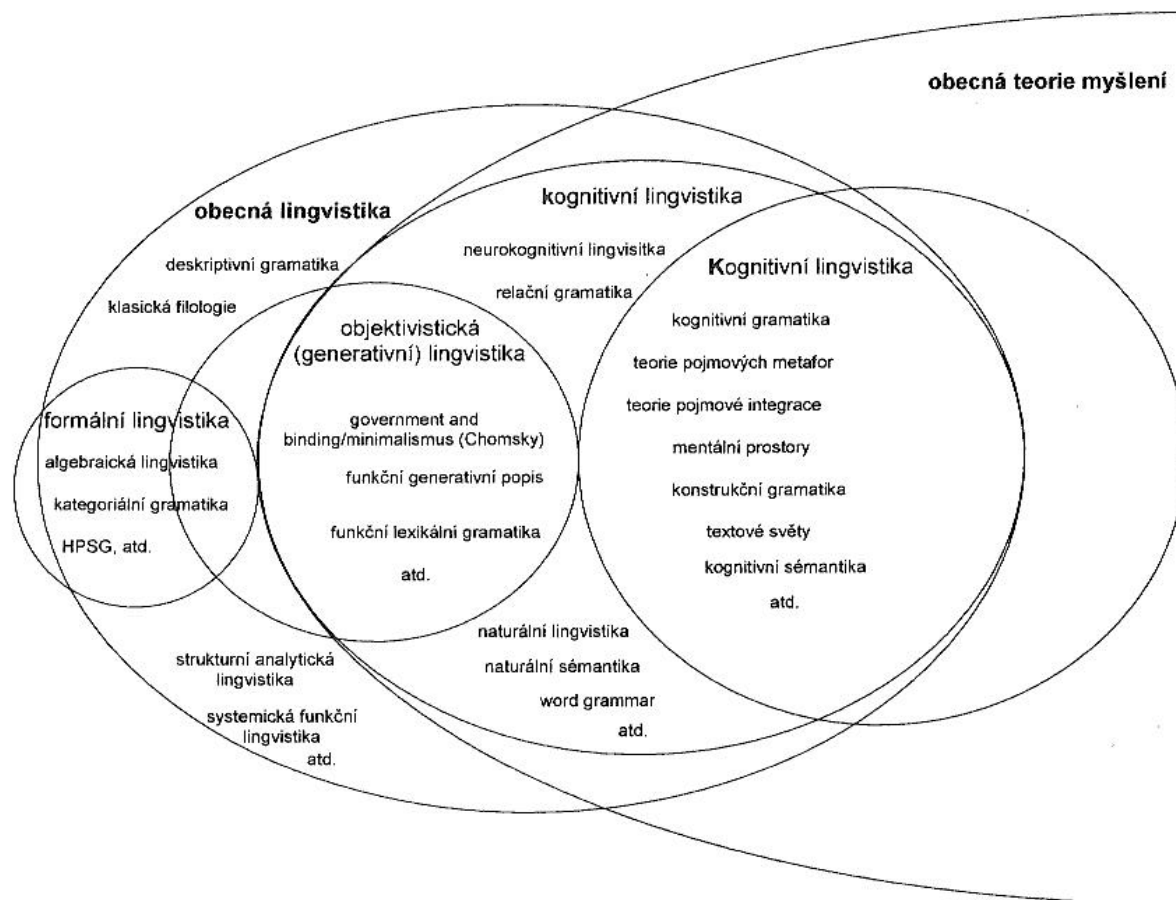 obecná teorie myšlení
obecná lingvistika
deskriptivní gramatika
klasická filologie
formální lingvistika
algebraická lingvistika
kategoriální gramatika
HPSG, atd.
objektivistická
(generativní) lingvistika
government and
binding/minimalismus (Chomsky)
funkční generativní popis
funkční lexikální gramatika
atd.
strukturní analytická
lingvistika
systemická funkční
lingvistika
atd.
kognitivní lingvistika
neurokognitivní lingvisitka
relační gramatika
naturální lingvistika
naturální sémantika
word grammar
atd.
Kognitivní lingvistika
kognitivní gramatika
teorie pojmových metafor
teorie pojmové integrace
mentální prostory
konstrukční gramatika
textové světy
kognitivní sémantika
atd.